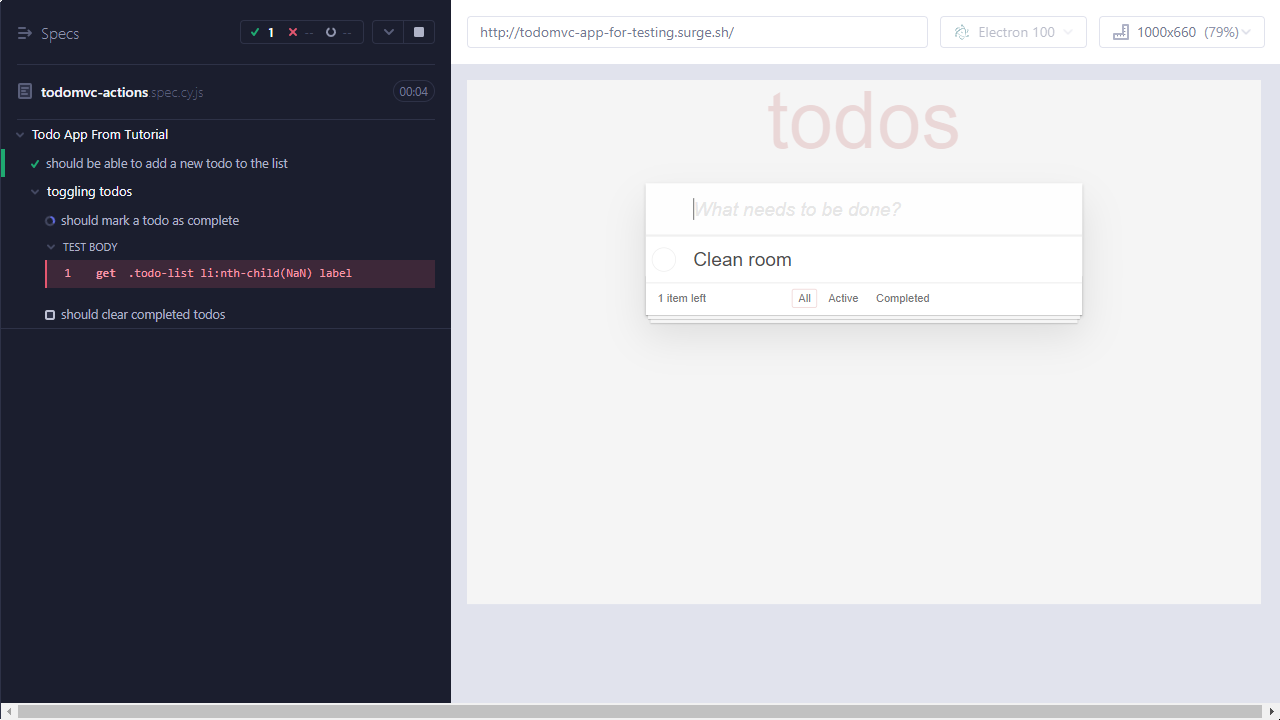 Specs
1 -- --
todomvc-actions.spec.cy.js 00:04
Todo App From Tutorial
should be able to add a new todo to the list
toggling todos
should mark a todo as complete
TEST BODY
1 get .todo-list li:nth-child(NaN) label
should clear completed todos
http://todomvc-app-for-testing.surge.sh/
Electron 100
1000x660 (79%)
todos
What needs to be done?
Clean room
1 item left All Active Completed